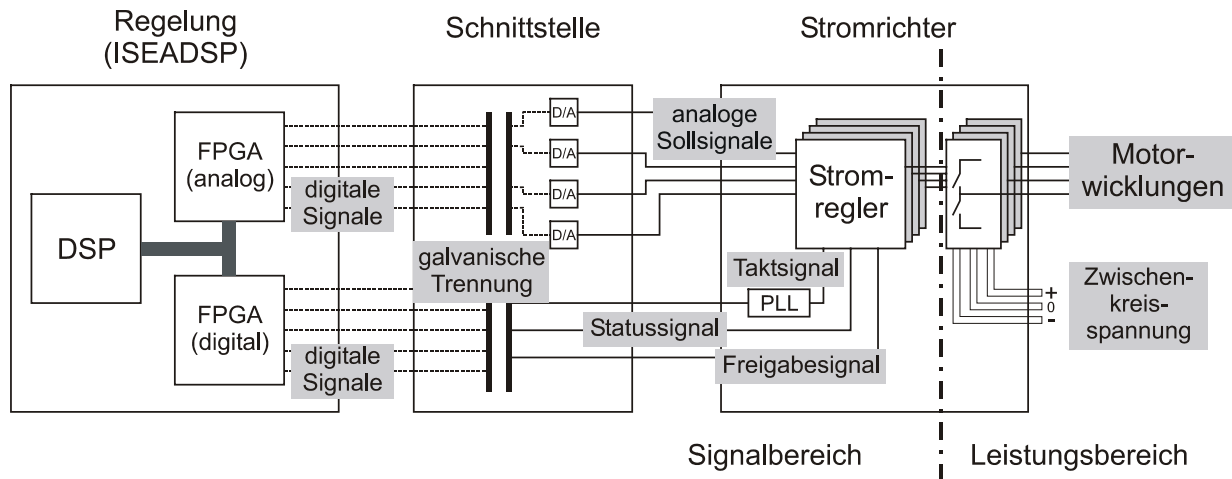 Regelung
(ISEADSP)
Schnittstelle
Stromrichter
DSP
FPGA
(analog)
FPGA
(digital)
digitale
Signale
digitale
Signale
galvanische
Trennung
D/A
D/A
D/A
D/A
analoge
Sollsignale
Strom-
regler
Taktsignal
PLL
Statussignal
Freigabesignal
Motor-
wicklungen
+
0
-
Zwischen-
kreis-
spannung
Signalbereich
Leistungsbereich